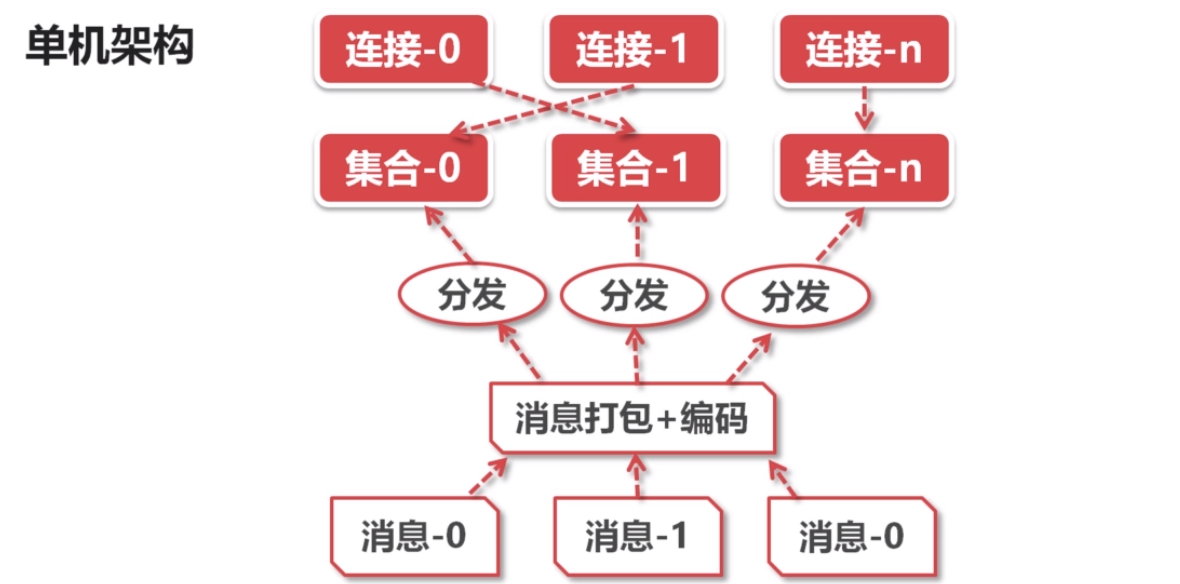 单机架构
连接-0
连接-1
连接-n
集合-0
集合-1
集合-n
分发
分发
分发
消息打包+编码
消息-0
消息-1
消息-0